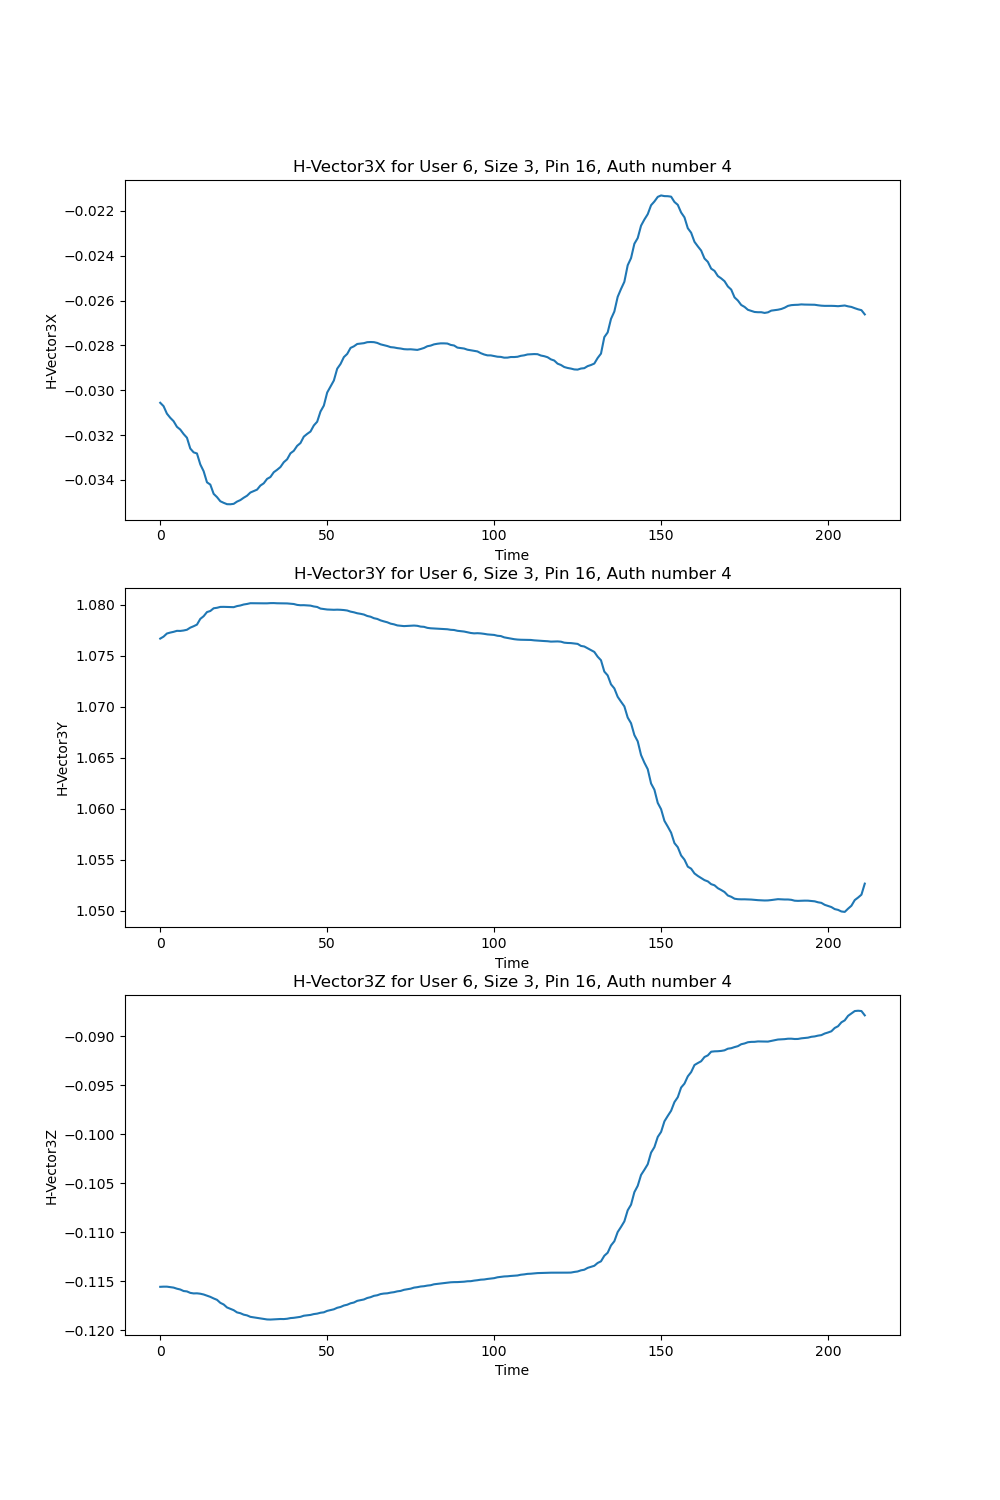 H-Vector3X for User 6, Size 3, Pin 16, Auth number 4
−0.022
−0.024
−0.026
−0.028
−0.030
−0.032
−0.034
H-Vector3X
0 50 100 150 200
Time
H-Vector3Y for User 6, Size 3, Pin 16, Auth number 4
1.080
1.075
1.070
1.065
1.060
1.055
1.050
H-Vector3Y
0 50 100 150 200
Time
H-Vector3Z for User 6, Size 3, Pin 16, Auth number 4
−0.090
−0.095
−0.100
−0.105
−0.110
−0.115
−0.120
H-Vector3Z
0 50 100 150 200
Time